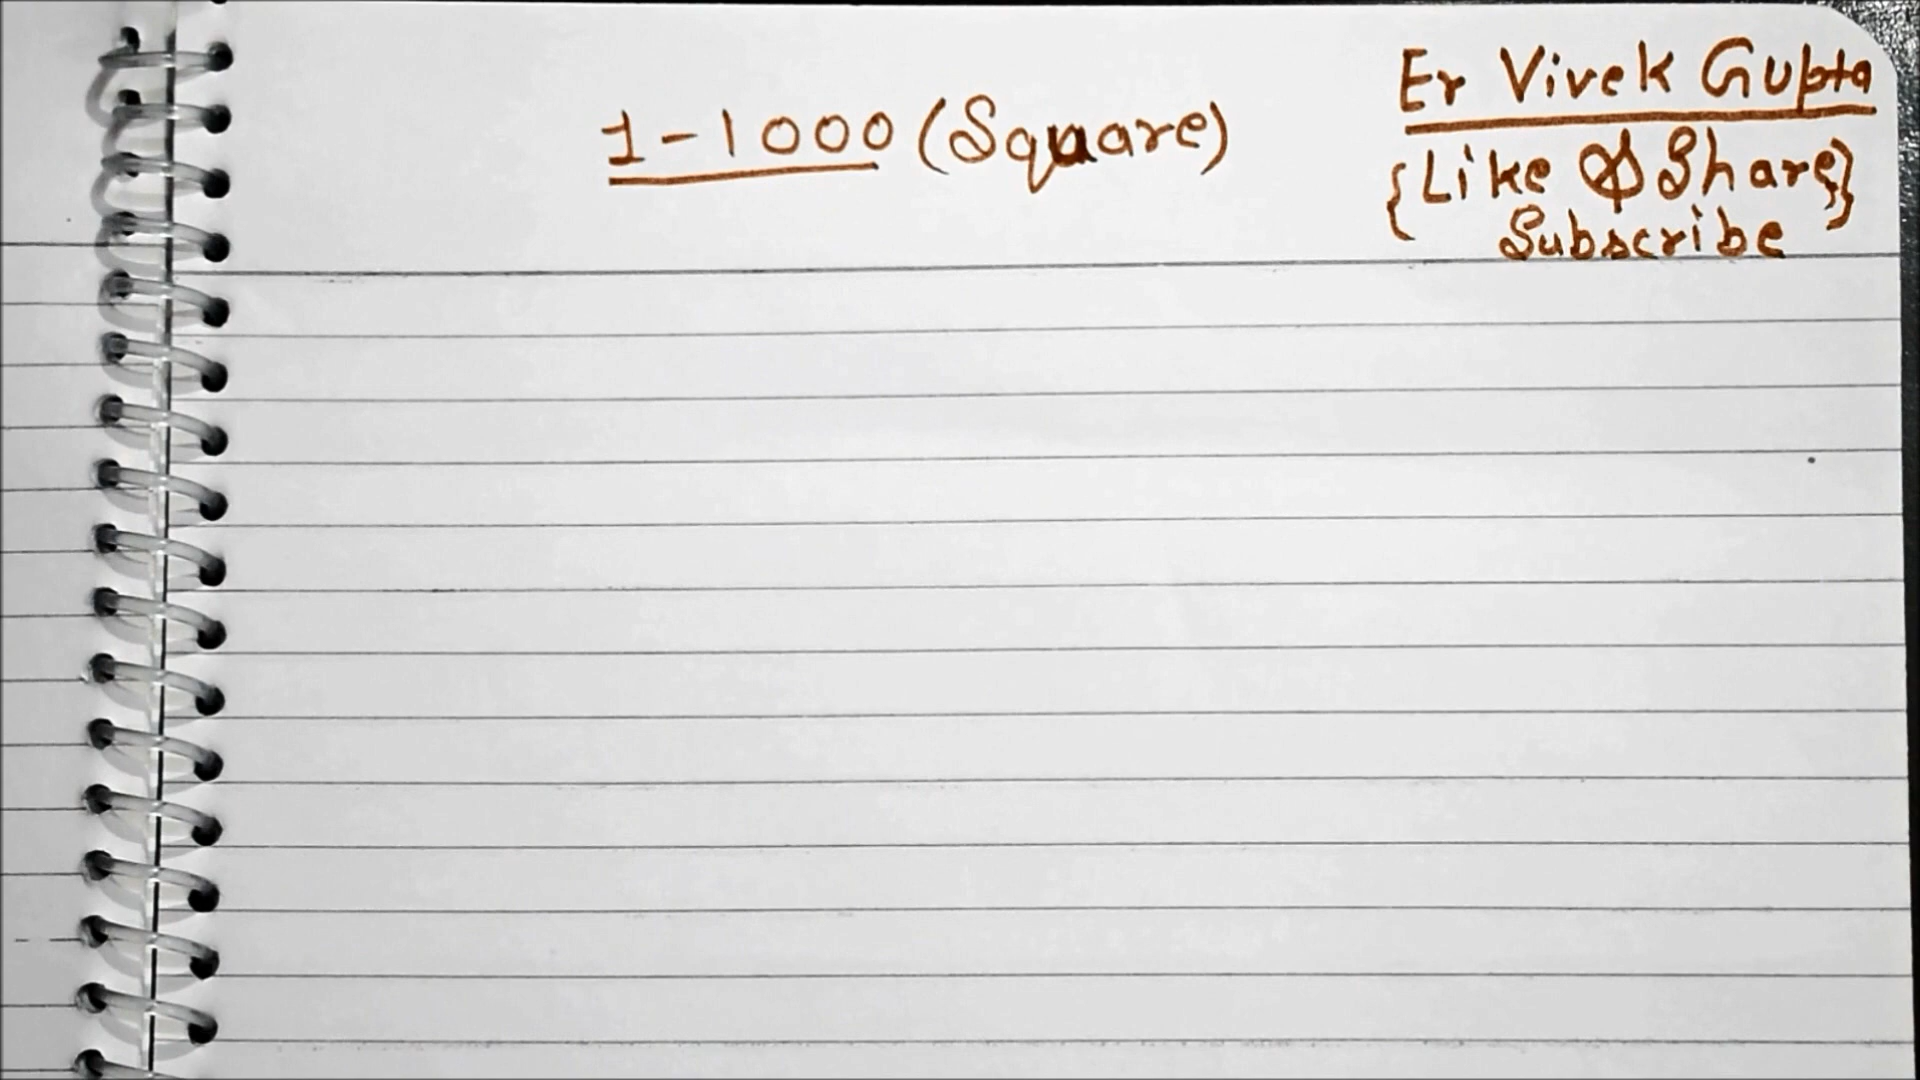 1-1000 (Square)
Er Vivek Gupta
{Like & Share}
Subscribe